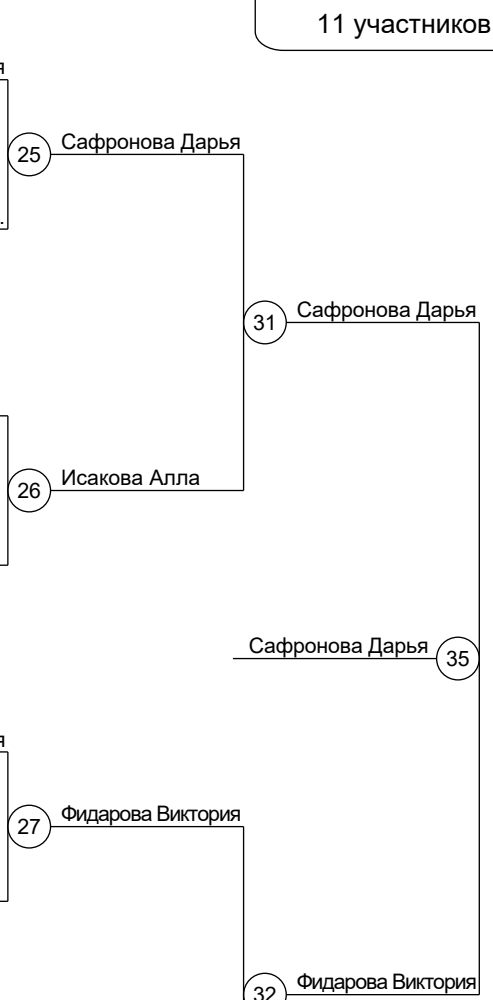 11 участников
я
25 Сафронова Дарья
31 Сафронова Дарья
26 Исакова Алла
Сафронова Дарья 35
я
27 Фидарова Виктория
32 Фидарова Виктория